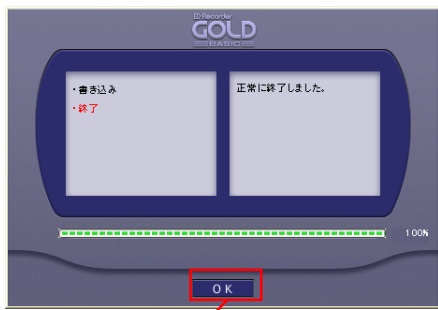 B's Recorder
GOLD
BASIC
・書き込み
・終了
正常に終了しました。
100%
OK